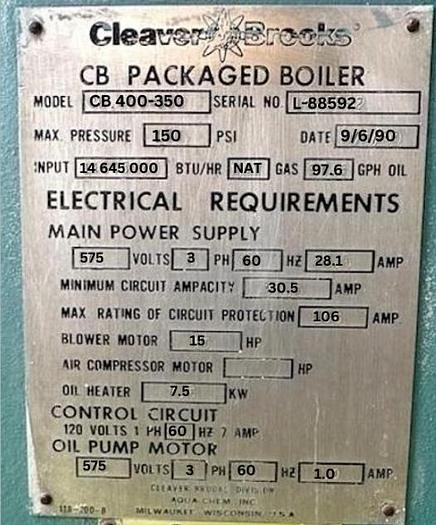 Cleaver Brooks
CB PACKAGED BOILER
MODEL CB 400-350 SERIAL NO. L-88592
MAX. PRESSURE 150 PSI DATE 9/6/90
INPUT 14 645 000 BTU/HR NAT GAS 97.6 GPH OIL
ELECTRICAL REQUIREMENTS
MAIN POWER SUPPLY
575 VOLTS 3 PH 60 HZ 28.1 AMP
MINIMUM CIRCUIT AMPACITY 30.5 AMP
MAX RATING OF CIRCUIT PROTECTION 106 AMP.
BLOWER MOTOR 15 HP
AIR COMPRESSOR MOTOR HP
OIL HEATER 7.5 KW
CONTROL CIRCUIT
120 VOLTS 1 PH 60 HZ 7 AMP
OIL PUMP MOTOR
575 VOLTS 3 PH 60 HZ 1.0 AMP
CLEAVER BROOKS DIVISION
AQUA-CHEM, INC
118-200-B MILWAUKEE WISCONSIN U.S.A